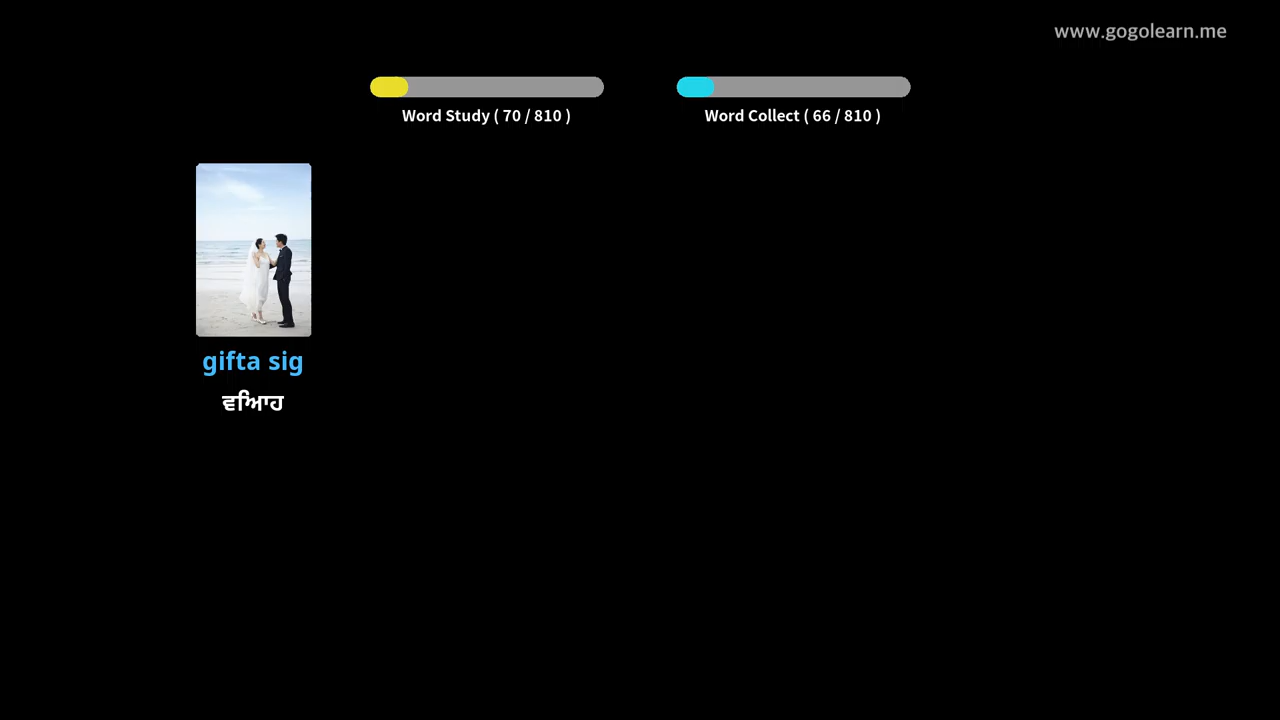 www.gogolearn.me
Word Study ( 70 / 810 )
Word Collect ( 66 / 810 )
gifta sig
ਵਿਆਹ